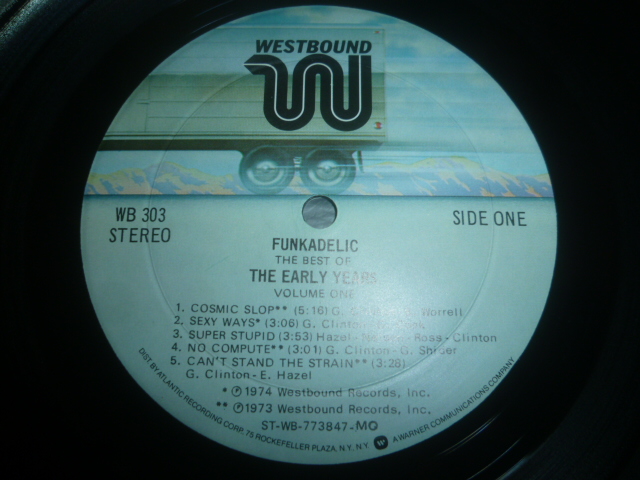 WESTBOUND
W
WB 303
STEREO
SIDE ONE
FUNKADELIC
THE BEST OF
THE EARLY YEARS
VOLUME ONE
1. COSMIC SLOP** (5:16) G. Worrell
2. SEXY WAYS* (3:06) G. Clinton
3. SUPER STUPID (3:53) Hazel - Ross - Clinton
4. NO COMPUTE** (3:01) G. Clinton - G. Shider
5. CAN'T STAND THE STRAIN** (3:28)
G. Clinton - E. Hazel
* ℗ 1974 Westbound Records, Inc.
** ℗ 1973 Westbound Records, Inc.
ST-WB-773847-MO
DIST BY ATLANTIC RECORDING CORP. 75 ROCKEFELLER PLAZA, N.Y., N.Y. A WARNER COMMUNICATIONS COMPANY